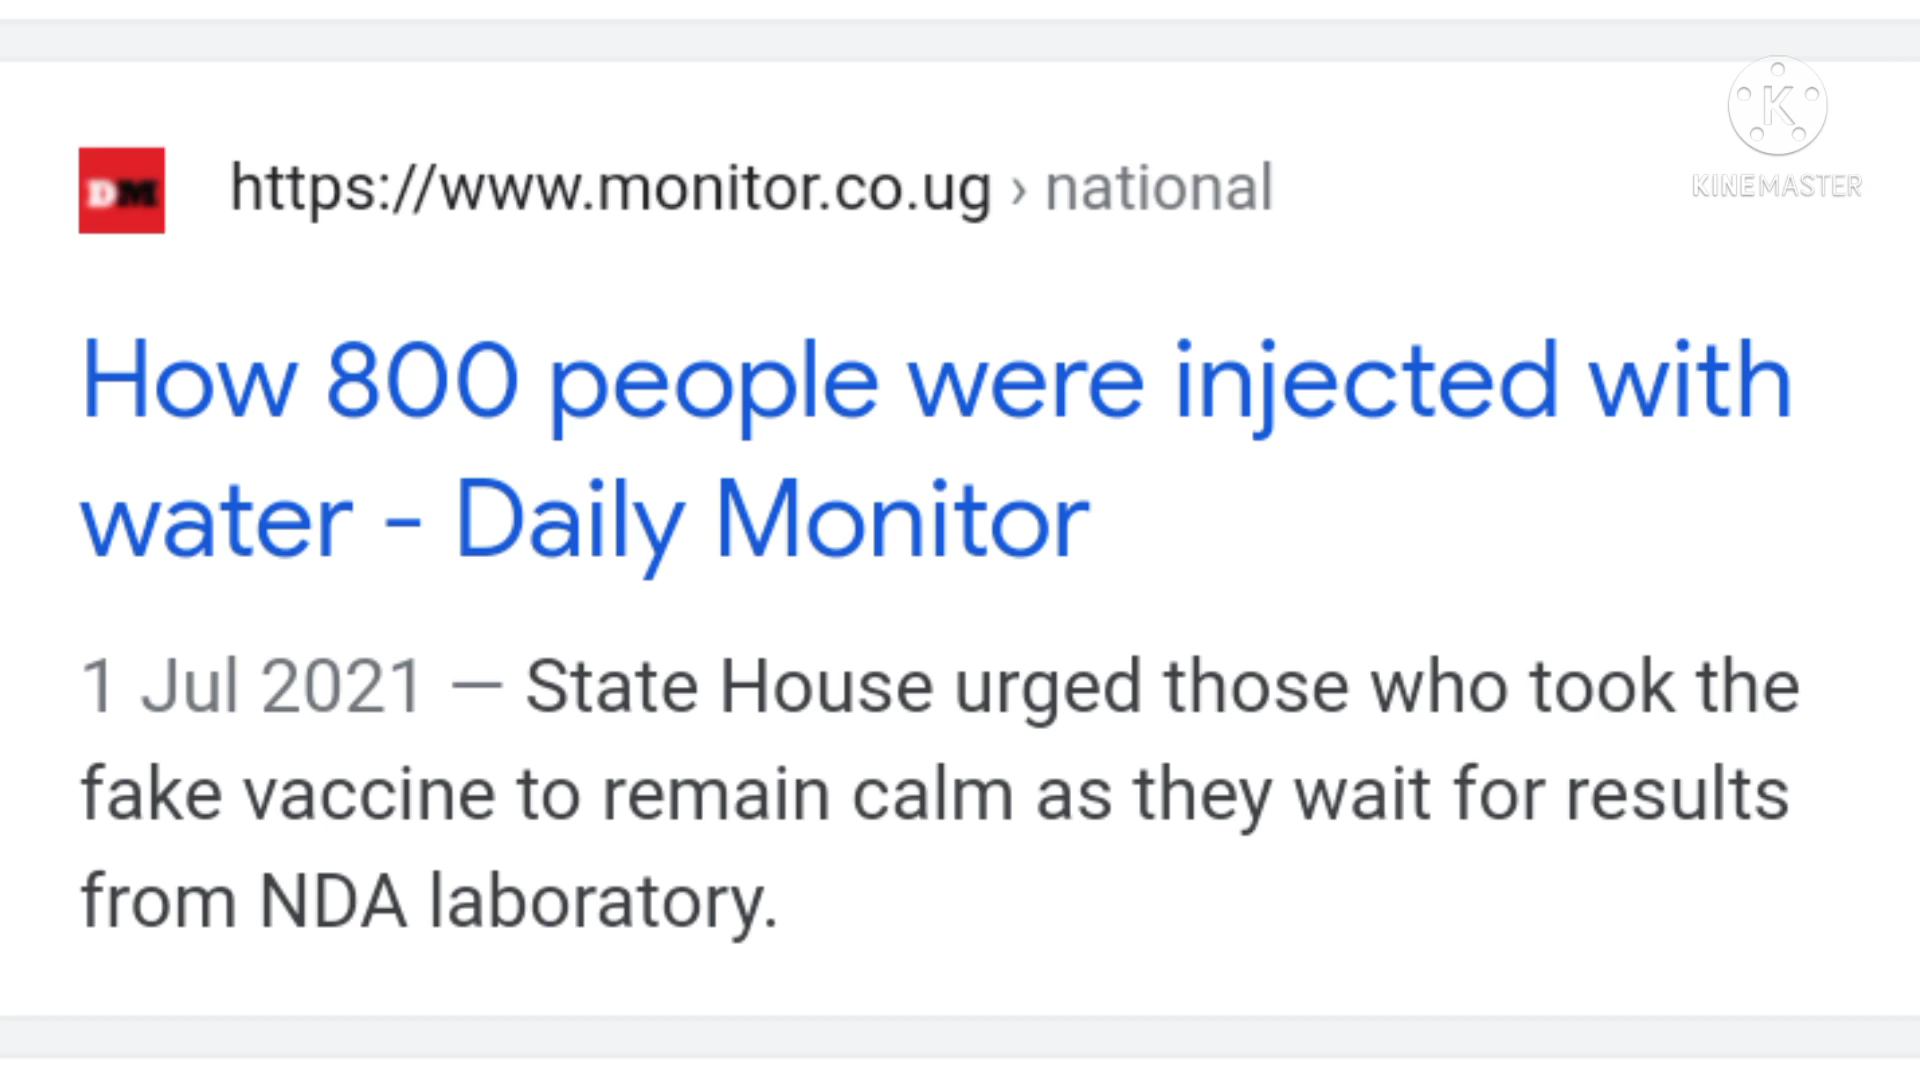 K
KINEMASTER
DM
https://www.monitor.co.ug › national
How 800 people were injected with
water - Daily Monitor
1 Jul 2021 — State House urged those who took the
fake vaccine to remain calm as they wait for results
from NDA laboratory.